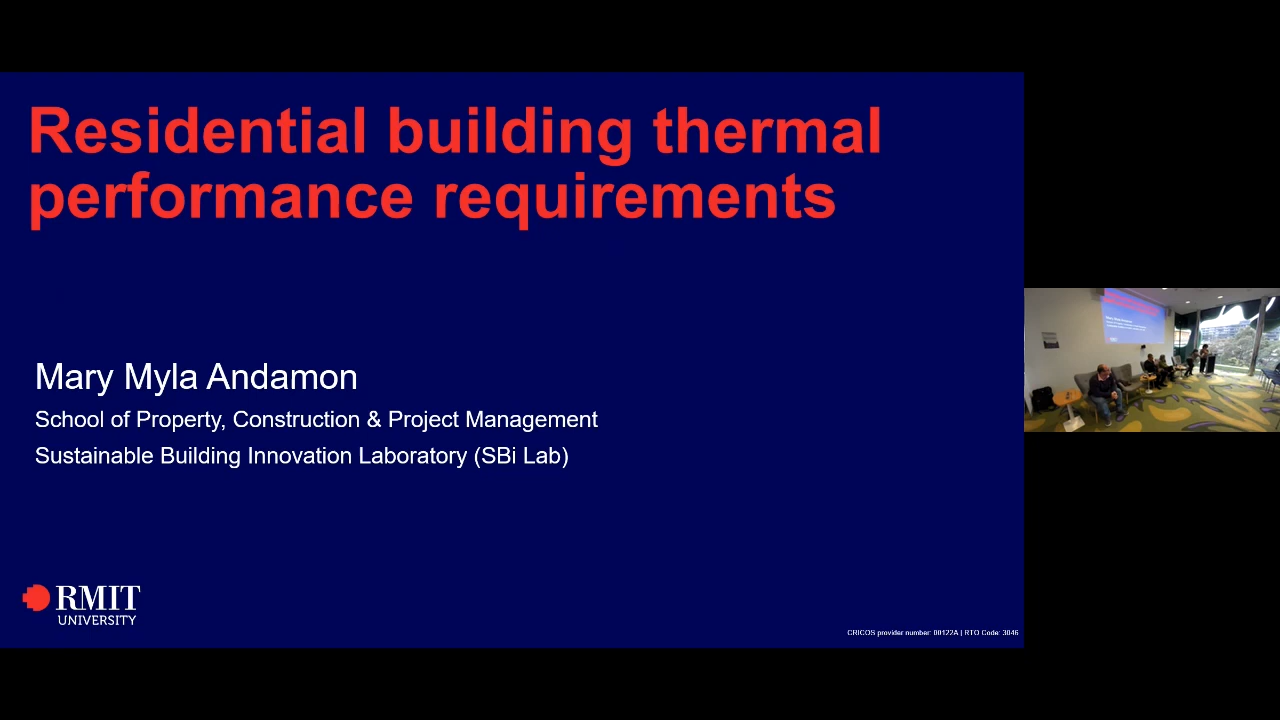 Residential building thermal
performance requirements
Mary Myla Andamon
School of Property, Construction & Project Management
Sustainable Building Innovation Laboratory (SBi Lab)
RMIT
UNIVERSITY
CRICOS provider number: 00122A | RTO Code: 3046